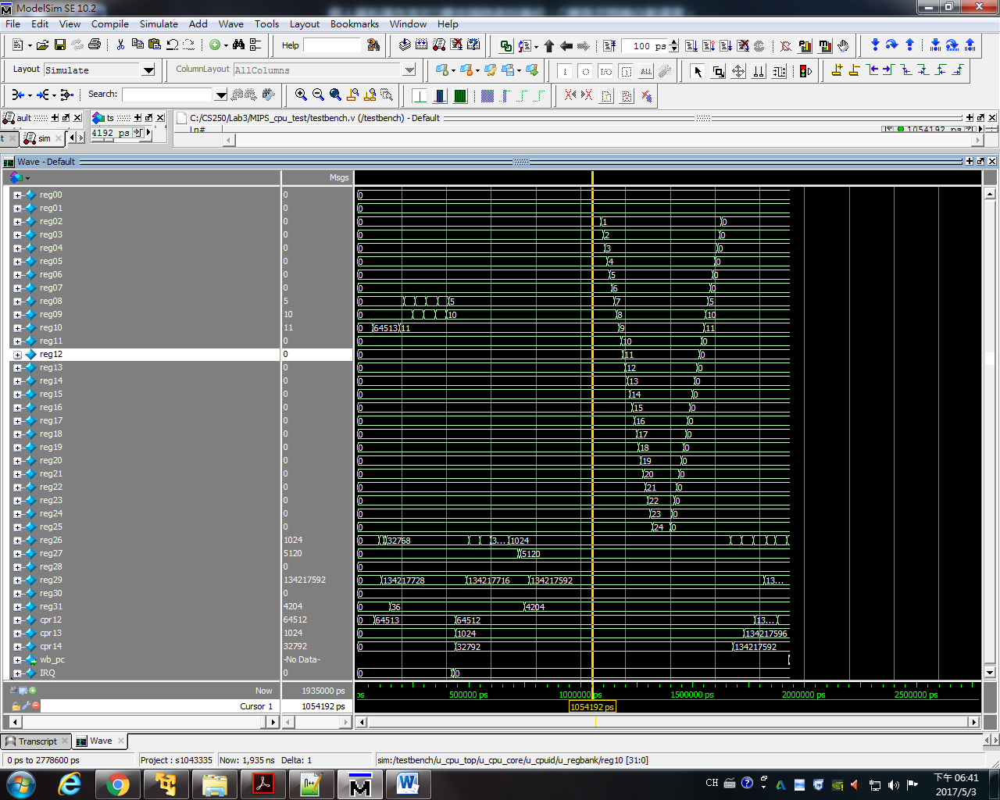 ModelSim SE 10.2
File Edit View Compile Simulate Add Wave Tools Layout Bookmarks Window Help
Help
100 ps
Layout Simulate
ColumnLayout AllColumns
ALL
Search:
ault
ts
C:/CS250/Lab3/MIPS_cpu_test/testbench.v (/testbench) - Default
4192 ps
Ln#
1054192 ps
t
sim
Wave - Default
Msgs
reg00 0 0
reg01 0 0
reg02 0 0 1 0
reg03 0 0 2 0
reg04 0 0 3 0
reg05 0 0 4 0
reg06 0 0 5 0
reg07 0 0 6 0
reg08 5 0 5 7 5
reg09 10 0 10 8 10
reg10 11 0 64513 11 9 11
reg11 0 0 10 0
reg12 0 0 11 0
reg13 0 0 12 0
reg14 0 0 13 0
reg15 0 0 14 0
reg16 0 0 15 0
reg17 0 0 16 0
reg18 0 0 17 0
reg19 0 0 18 0
reg20 0 0 19 0
reg21 0 0 20 0
reg22 0 0 21 0
reg23 0 0 22 0
reg24 0 0 23 0
reg25 0 0 24 0
reg26 1024 0 32768 3... 1024
reg27 5120 0 5120
reg28 0 0
reg29 134217592 0 134217728 134217716 134217592 13...
reg30 0 0
reg31 4204 0 36 4204
cpr12 64512 0 64513 64512 13...
cpr13 1024 0 1024 134217596
cpr14 32792 0 32792 134217592
wb_pc -No Data-
IRQ 0 0 0
Now 1935000 ps
ps 500000 ps 1000000 ps 1500000 ps 2000000 ps 2500000 ps
Cursor 1 1054192 ps
1054192 ps
Transcript Wave
0 ps to 2778600 ps Project : s1043335 Now: 1,935 ns Delta: 1 sim:/testbench/u_cpu_top/u_cpu_core/u_cpuid/u_regbank/reg10 [31:0]
CH
下午 06:41
2017/5/3